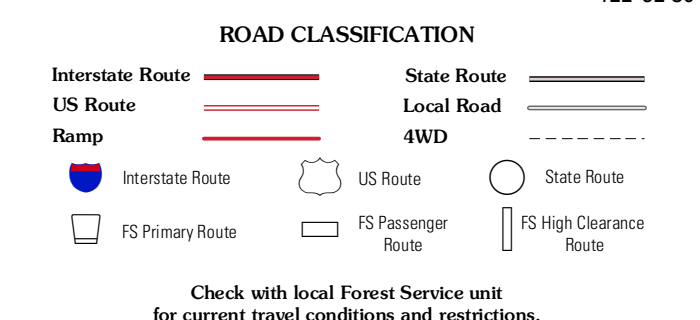 ROAD CLASSIFICATION
Interstate Route
State Route
US Route
Local Road
Ramp
4WD
Interstate Route
US Route
State Route
FS Primary Route
FS Passenger
Route
FS High Clearance
Route
Check with local Forest Service unit
for current travel conditions and restrictions.